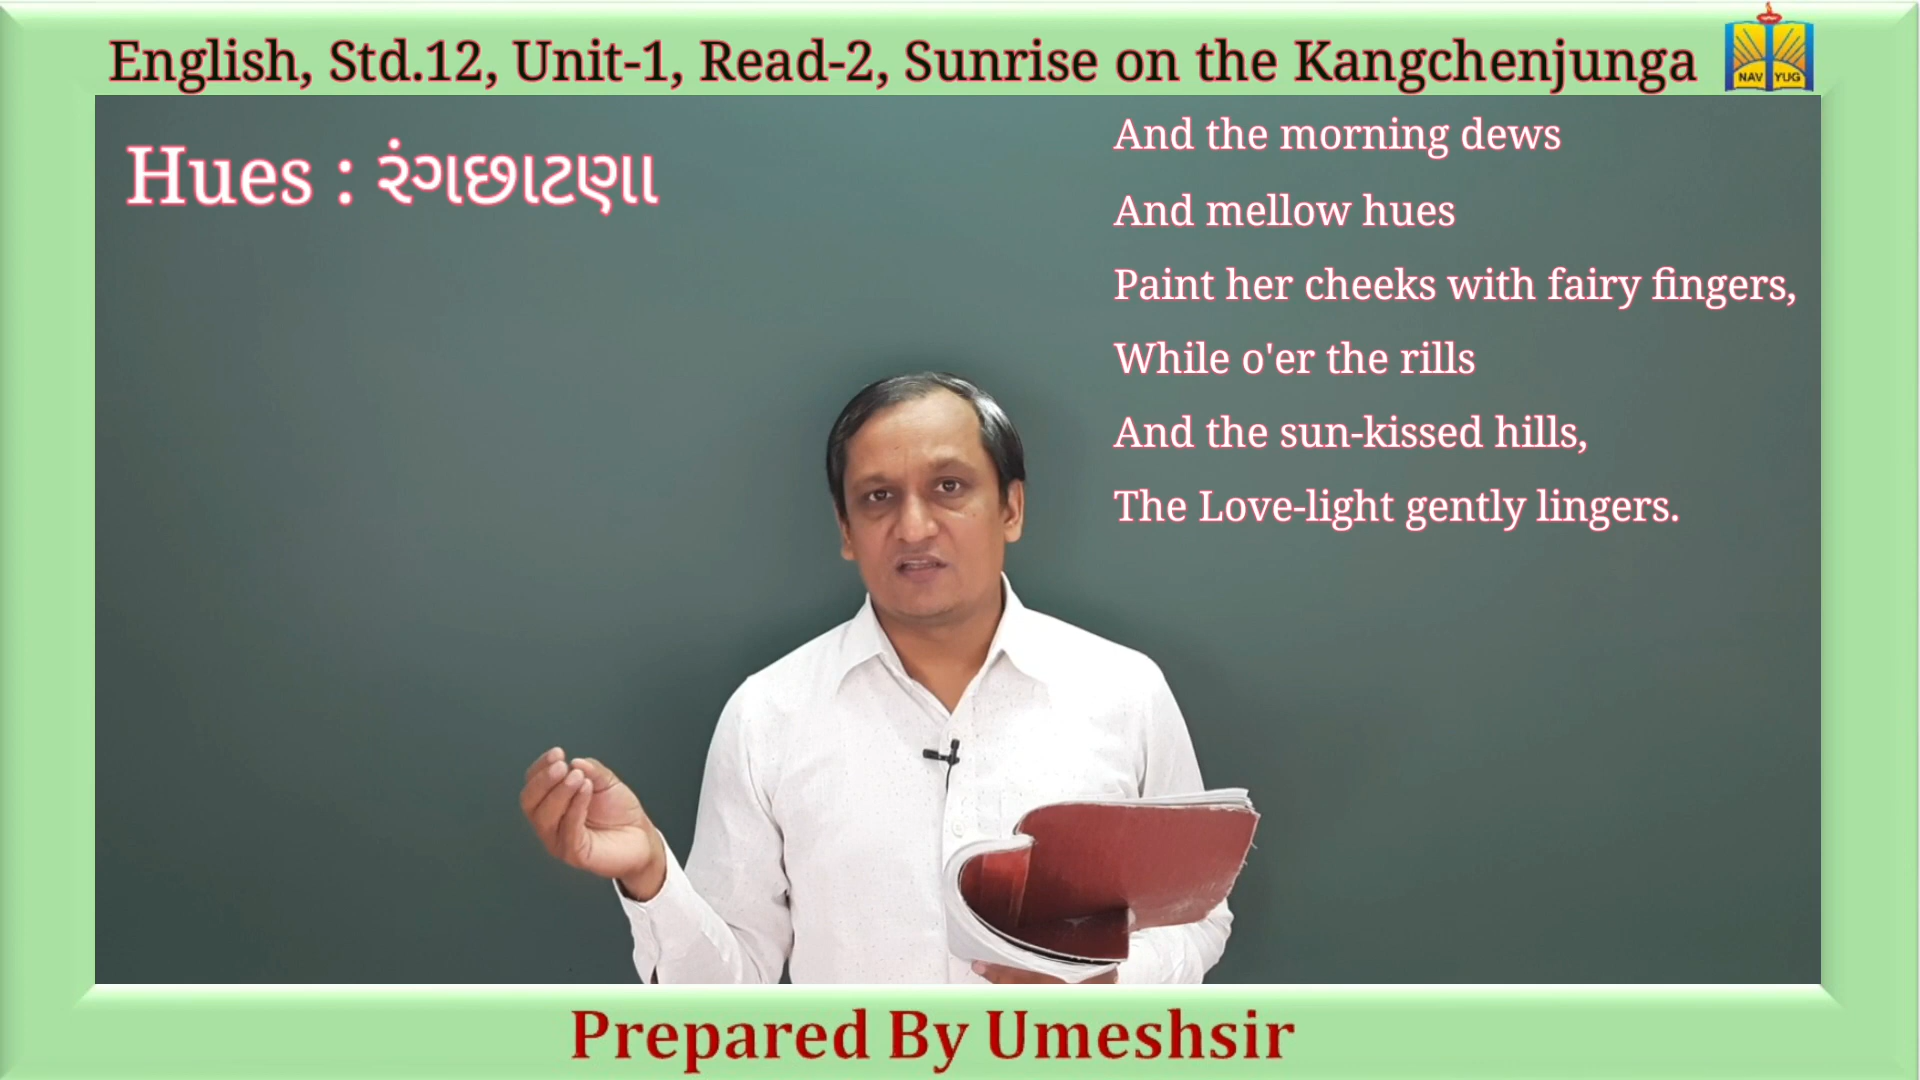 English, Std.12, Unit-1, Read-2, Sunrise on the Kangchenjunga
NAV YUG
Hues : રંગછાટણા
And the morning dews
And mellow hues
Paint her cheeks with fairy fingers,
While o'er the rills
And the sun-kissed hills,
The Love-light gently lingers.
Prepared By Umeshsir